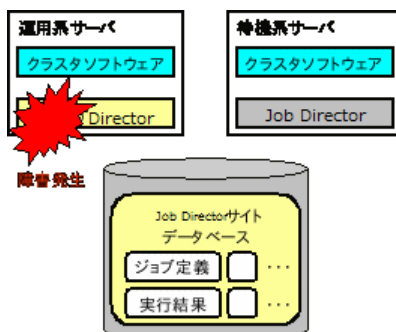 運用系サーバ
クラスタソフトウェア
Director
障害発生
待機系サーバ
クラスタソフトウェア
Job Director
Job Directorサイト
データベース
ジョブ定義
...
実行結果
...